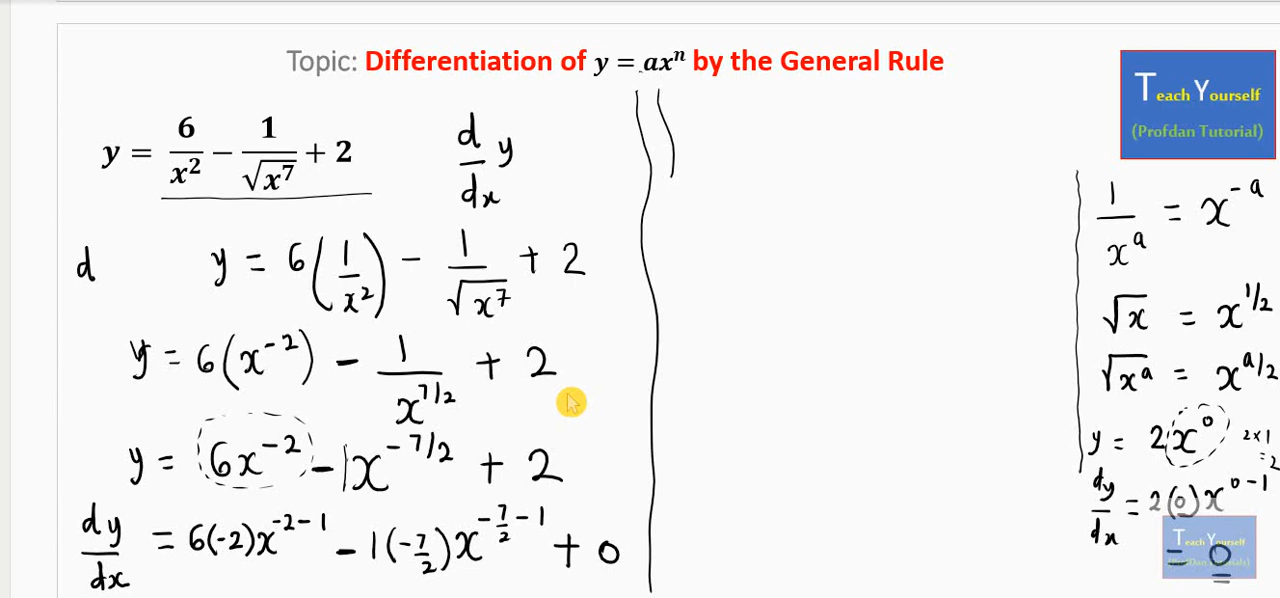 Topic: Differentiation of y = axⁿ by the General Rule
Teach Yourself
(Profdan Tutorial)
y = 6/x² − 1/√x⁷ + 2
d/dx y
d
y = 6(1/x²) − 1/√x⁷ + 2
y = 6(x⁻²) − 1/x^(7/2) + 2
y = 6x⁻² − 1x^(−7/2) + 2
dy/dx = 6(-2)x^(-2-1) − 1(-7/2)x^(-7/2 - 1) + 0
1/xᵃ = x⁻ᵃ
√x = x^(1/2)
√xᵃ = x^(a/2)
y = 2x⁰
2×1
=2
dy/dx = 2(0)x^(0-1)
= 0
Teach Yourself